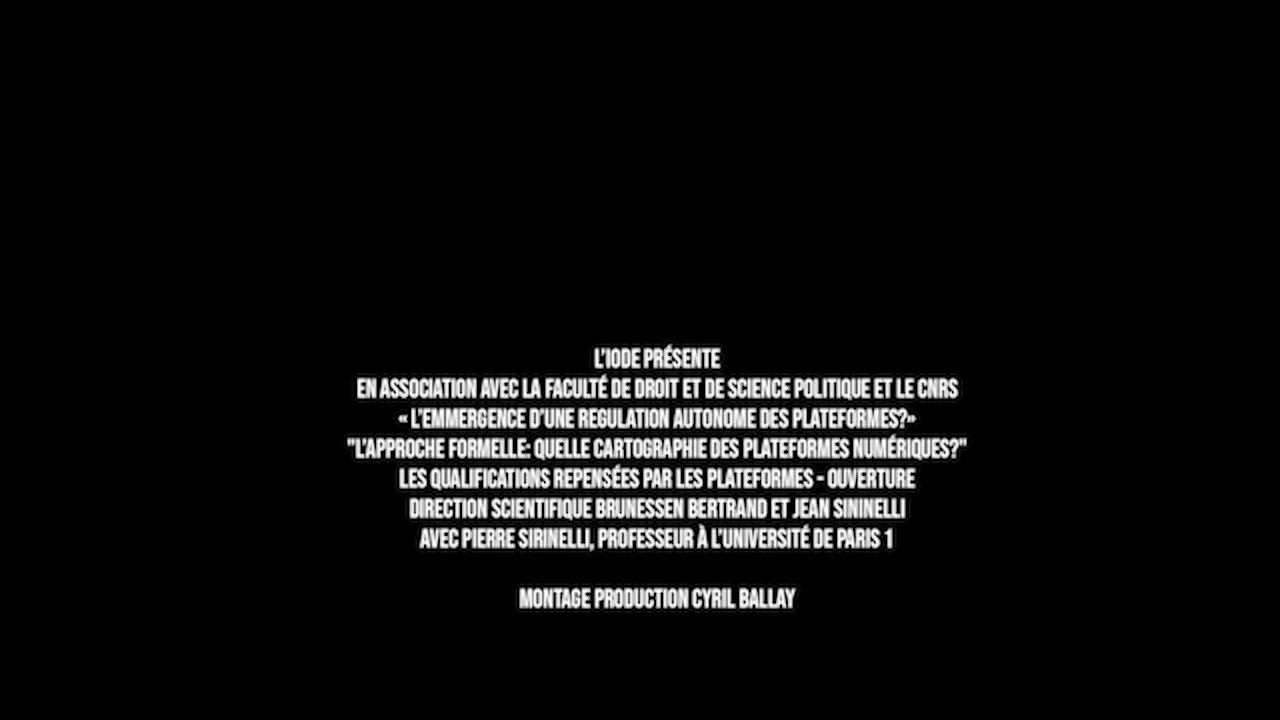 L'IODE PRÉSENTE
EN ASSOCIATION AVEC LA FACULTÉ DE DROIT ET DE SCIENCE POLITIQUE ET LE CNRS
« L'EMMERGENCE D'UNE REGULATION AUTONOME DES PLATEFORMES?»
"L'APPROCHE FORMELLE: QUELLE CARTOGRAPHIE DES PLATEFORMES NUMÉRIQUES?"
LES QUALIFICATIONS REPENSÉES PAR LES PLATEFORMES - OUVERTURE
DIRECTION SCIENTIFIQUE BRUNESSEN BERTRAND ET JEAN SININELLI
AVEC PIERRE SIRINELLI, PROFESSEUR À L'UNIVERSITÉ DE PARIS 1
MONTAGE PRODUCTION CYRIL BALLAY